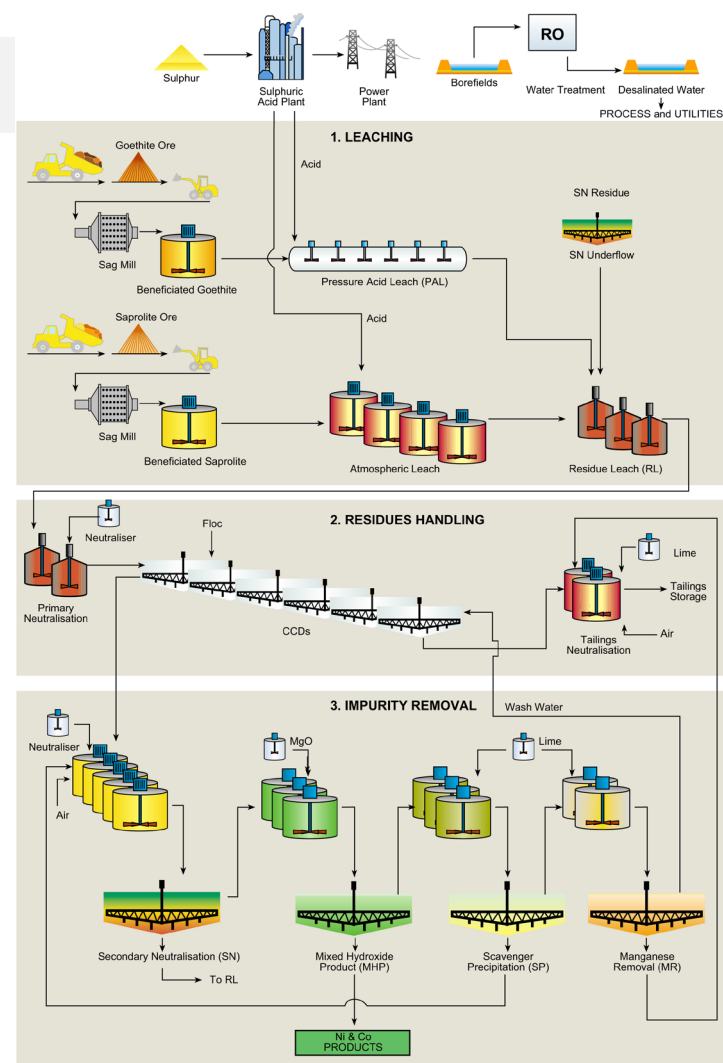 RO
Sulphur
Sulphuric
Acid Plant
Power
Plant
Borefields
Water Treatment
Desalinated Water
PROCESS and UTILITIES
1. LEACHING
Goethite Ore
Acid
SN Residue
Sag Mill
SN Underflow
Beneficiated Goethite
Pressure Acid Leach (PAL)
Saprolite Ore
Acid
Sag Mill
Beneficiated Saprolite
Atmospheric Leach
Residue Leach (RL)
2. RESIDUES HANDLING
Floc
Neutraliser
Lime
Tailings
Storage
Primary
Neutralisation
CCDs
Air
Tailings
Neutralisation
3. IMPURITY REMOVAL
Wash Water
Neutraliser
MgO
Lime
Air
Secondary Neutralisation (SN)
Mixed Hydroxide
Product (MHP)
Scavenger
Precipitation (SP)
Manganese
Removal (MR)
To RL
Ni & Co
PRODUCTS